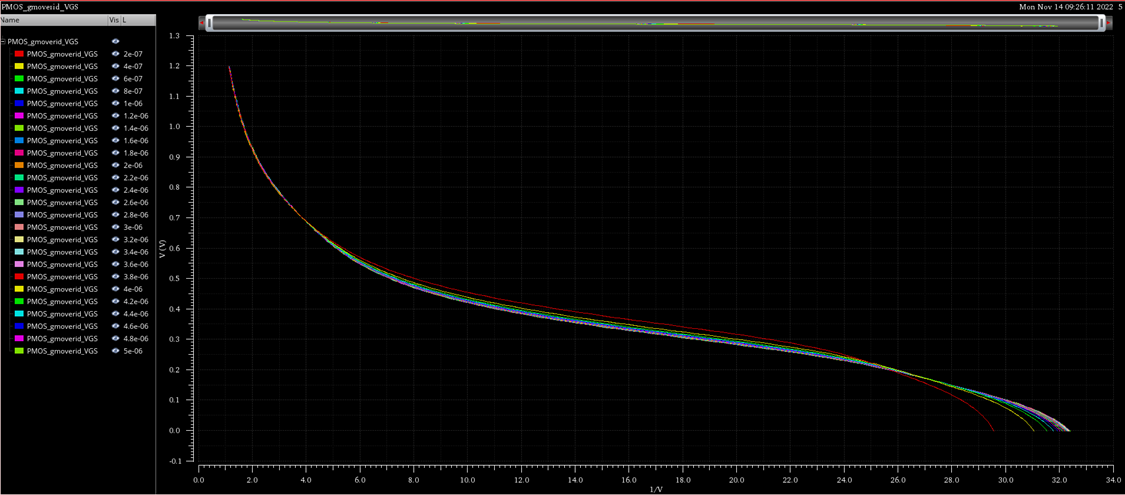 PMOS_gmoverid_VGS
Mon Nov 14 09:26:11 2022 5
Name Vis L
PMOS_gmoverid_VGS
PMOS_gmoverid_VGS 2e-07
PMOS_gmoverid_VGS 4e-07
PMOS_gmoverid_VGS 6e-07
PMOS_gmoverid_VGS 8e-07
PMOS_gmoverid_VGS 1e-06
PMOS_gmoverid_VGS 1.2e-06
PMOS_gmoverid_VGS 1.4e-06
PMOS_gmoverid_VGS 1.6e-06
PMOS_gmoverid_VGS 1.8e-06
PMOS_gmoverid_VGS 2e-06
PMOS_gmoverid_VGS 2.2e-06
PMOS_gmoverid_VGS 2.4e-06
PMOS_gmoverid_VGS 2.6e-06
PMOS_gmoverid_VGS 2.8e-06
PMOS_gmoverid_VGS 3e-06
PMOS_gmoverid_VGS 3.2e-06
PMOS_gmoverid_VGS 3.4e-06
PMOS_gmoverid_VGS 3.6e-06
PMOS_gmoverid_VGS 3.8e-06
PMOS_gmoverid_VGS 4e-06
PMOS_gmoverid_VGS 4.2e-06
PMOS_gmoverid_VGS 4.4e-06
PMOS_gmoverid_VGS 4.6e-06
PMOS_gmoverid_VGS 4.8e-06
PMOS_gmoverid_VGS 5e-06
1.3
1.2
1.1
1.0
0.9
0.8
0.7
0.6
0.5
0.4
0.3
0.2
0.1
0.0
-0.1
V (V)
0.0 2.0 4.0 6.0 8.0 10.0 12.0 14.0 16.0 18.0 20.0 22.0 24.0 26.0 28.0 30.0 32.0 34.0
1/V